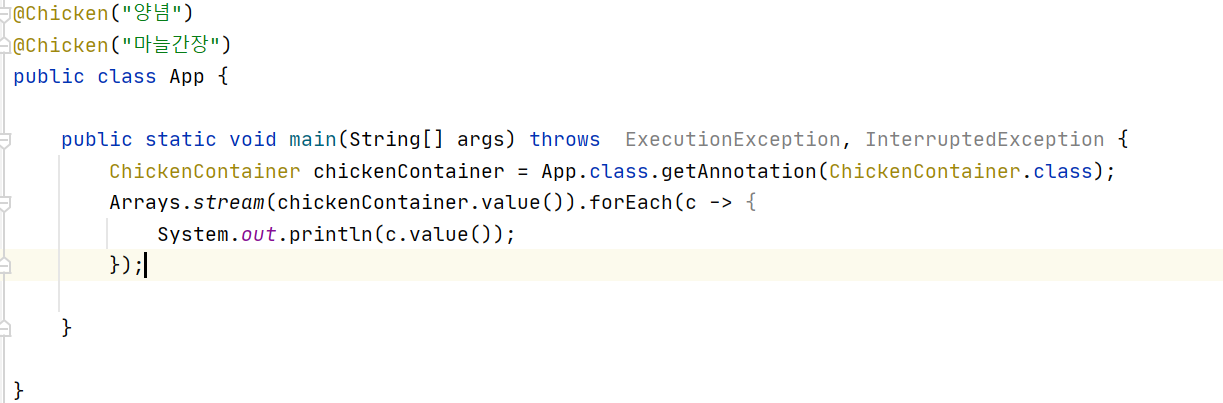 @Chicken("양념")
@Chicken("마늘간장")
public class App {
public static void main(String[] args) throws  ExecutionException, InterruptedException {
ChickenContainer chickenContainer = App.class.getAnnotation(ChickenContainer.class);
Arrays.stream(chickenContainer.value()).forEach(c -> {
System.out.println(c.value());
});
}
}